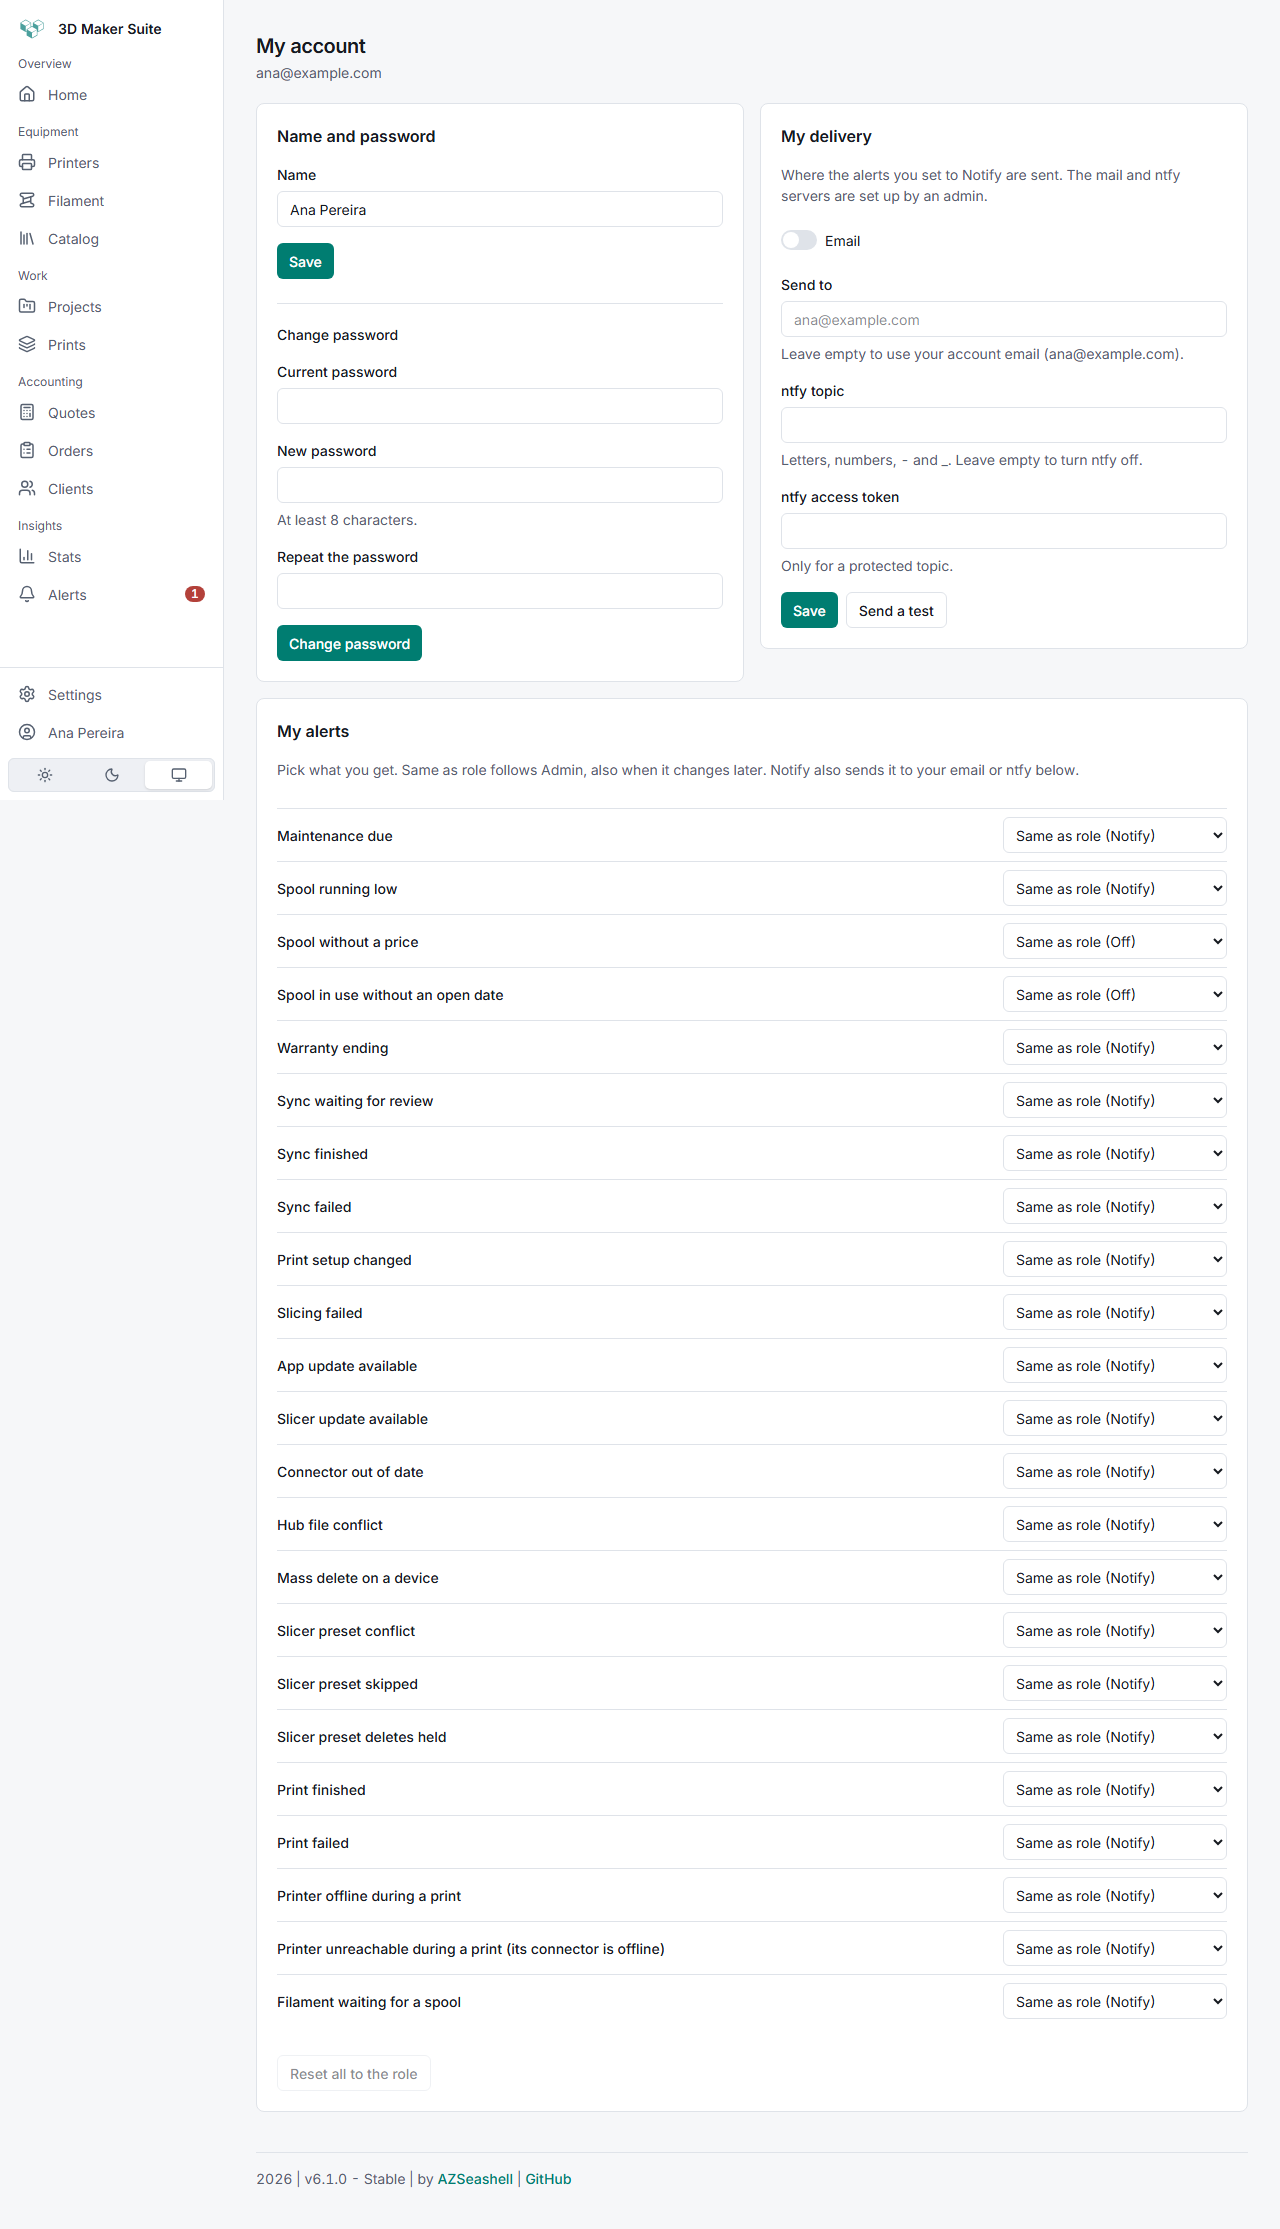 3D Maker Suite
Overview
Home
Equipment
Printers
Filament
Catalog
Work
Projects
Prints
Accounting
Quotes
Orders
Clients
Insights
Stats
Alerts 1
Settings
Ana Pereira
My account
ana@example.com
Name and password
Name
Ana Pereira
Save
Change password
Current password
New password
At least 8 characters.
Repeat the password
Change password
My delivery
Where the alerts you set to Notify are sent. The mail and ntfy
servers are set up by an admin.
Email
Send to
ana@example.com
Leave empty to use your account email (ana@example.com).
ntfy topic
Letters, numbers, - and _. Leave empty to turn ntfy off.
ntfy access token
Only for a protected topic.
Save Send a test
My alerts
Pick what you get. Same as role follows Admin, also when it changes later. Notify also sends it to your email or ntfy below.
Maintenance due Same as role (Notify)
Spool running low Same as role (Notify)
Spool without a price Same as role (Off)
Spool in use without an open date Same as role (Off)
Warranty ending Same as role (Notify)
Sync waiting for review Same as role (Notify)
Sync finished Same as role (Notify)
Sync failed Same as role (Notify)
Print setup changed Same as role (Notify)
Slicing failed Same as role (Notify)
App update available Same as role (Notify)
Slicer update available Same as role (Notify)
Connector out of date Same as role (Notify)
Hub file conflict Same as role (Notify)
Mass delete on a device Same as role (Notify)
Slicer preset conflict Same as role (Notify)
Slicer preset skipped Same as role (Notify)
Slicer preset deletes held Same as role (Notify)
Print finished Same as role (Notify)
Print failed Same as role (Notify)
Printer offline during a print Same as role (Notify)
Printer unreachable during a print (its connector is offline) Same as role (Notify)
Filament waiting for a spool Same as role (Notify)
Reset all to the role
2026 | v6.1.0 - Stable | by AZSeashell | GitHub